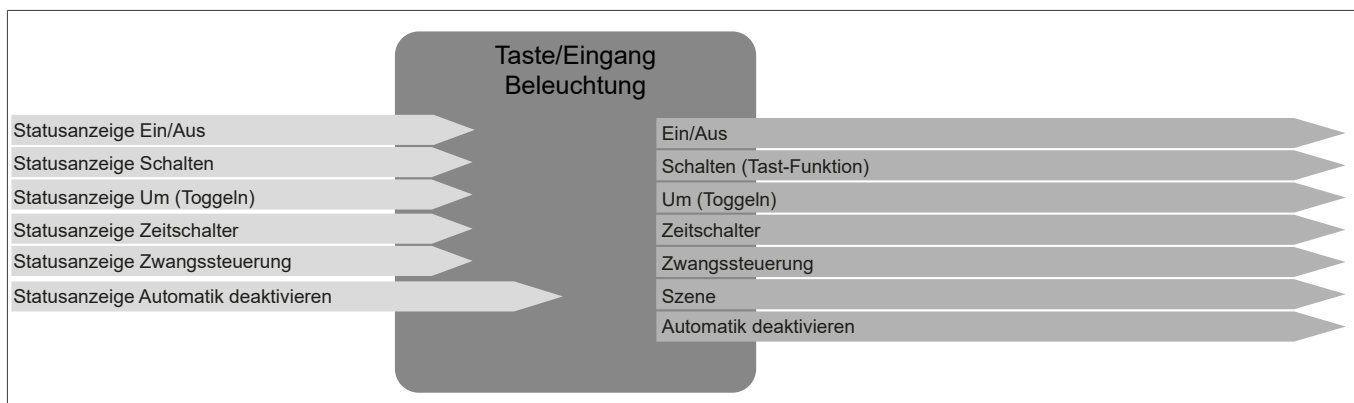 Taste/Eingang
Beleuchtung
Statusanzeige Ein/Aus
Statusanzeige Schalten
Statusanzeige Um (Toggeln)
Statusanzeige Zeitschalter
Statusanzeige Zwangssteuerung
Statusanzeige Automatik deaktivieren
Ein/Aus
Schalten (Tast-Funktion)
Um (Toggeln)
Zeitschalter
Zwangssteuerung
Szene
Automatik deaktivieren